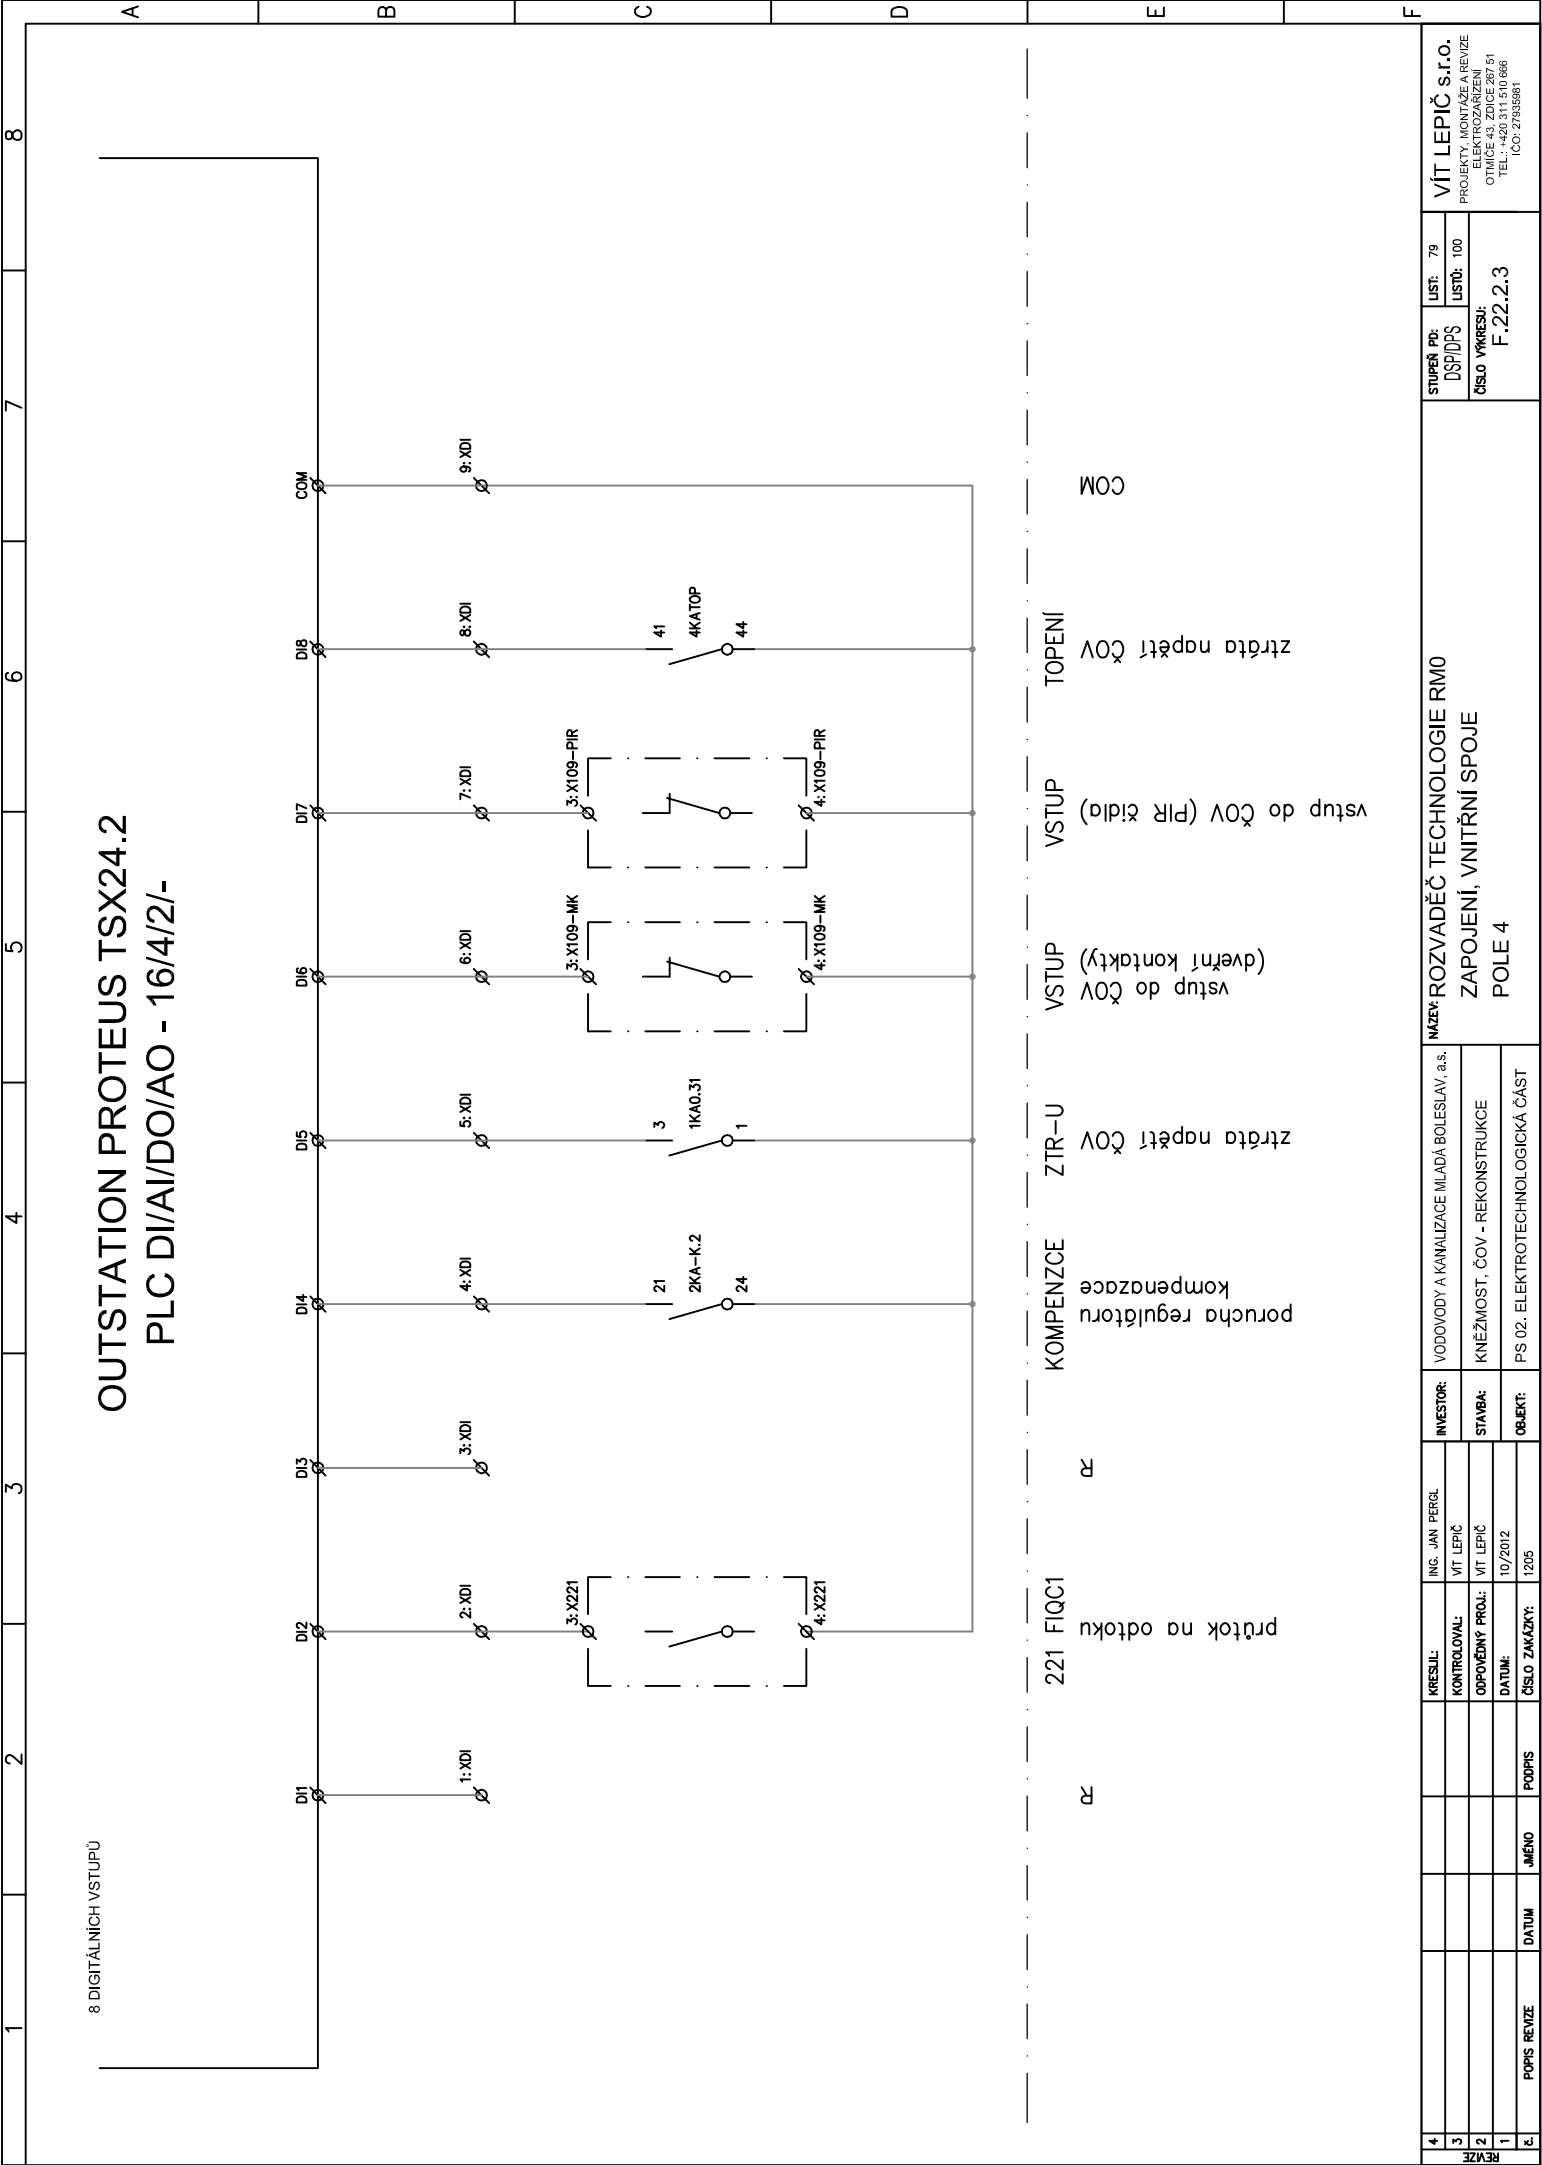 1
2
3
4
5
6
7
8
A
B
C
D
E
F
8 DIGITÁLNÍCH VSTUPŮ
OUTSTATION PROTEUS TSX24.2
PLC DI/AI/DO/AO - 16/4/2/-
DI1
DI2
DI3
DI4
DI5
DI6
DI7
DI8
COM
1:XDI
2:XDI
3:XDI
4:XDI
5:XDI
6:XDI
7:XDI
8:XDI
9:XDI
3:X221
4:X221
21
2KA-K.2
24
3
1KA0.31
1
3:X109-MK
4:X109-MK
3:X109-PIR
4:X109-PIR
41
4KATOP
44
221 FIQC1
KOMPENZCE
ZTR-U
VSTUP
VSTUP
TOPENÍ
R
průtok na odtoku
R
porucha regulátoru
kompenazace
ztráta napětí ČOV
vstup do ČOV
(dveřní kontakty)
vstup do ČOV (PIR čidla)
ztráta napětí ČOV
COM
REVIZE
4
3
2
1
č.
POPIS REVIZE
DATUM
JMÉNO
PODPIS
KRESLIL: ING. JAN PERGL
KONTROLOVAL: VÍT LEPIČ
ODPOVĚDNÝ PROJ.: VÍT LEPIČ
DATUM: 10/2012
ČÍSLO ZAKÁZKY: 1205
INVESTOR: VODOVODY A KANALIZACE MLADÁ BOLESLAV, a.s.
STAVBA: KNĚŽMOST, ČOV - REKONSTRUKCE
OBJEKT: PS 02. ELEKTROTECHNOLOGICKÁ ČÁST
NÁZEV: ROZVADĚČ TECHNOLOGIE RM0
ZAPOJENÍ, VNITŘNÍ SPOJE
POLE 4
STUPEŇ PD:
DSP/DPS
LIST: 79
LISTŮ: 100
ČÍSLO VÝKRESU:
F.22.2.3
VÍT LEPIČ s.r.o.
PROJEKTY, MONTÁŽE A REVIZE
ELEKTROZAŘÍZENÍ
OTMÍČE 43, ZDICE 267 51
TEL.: +420 311 510 666
IČO: 27935981